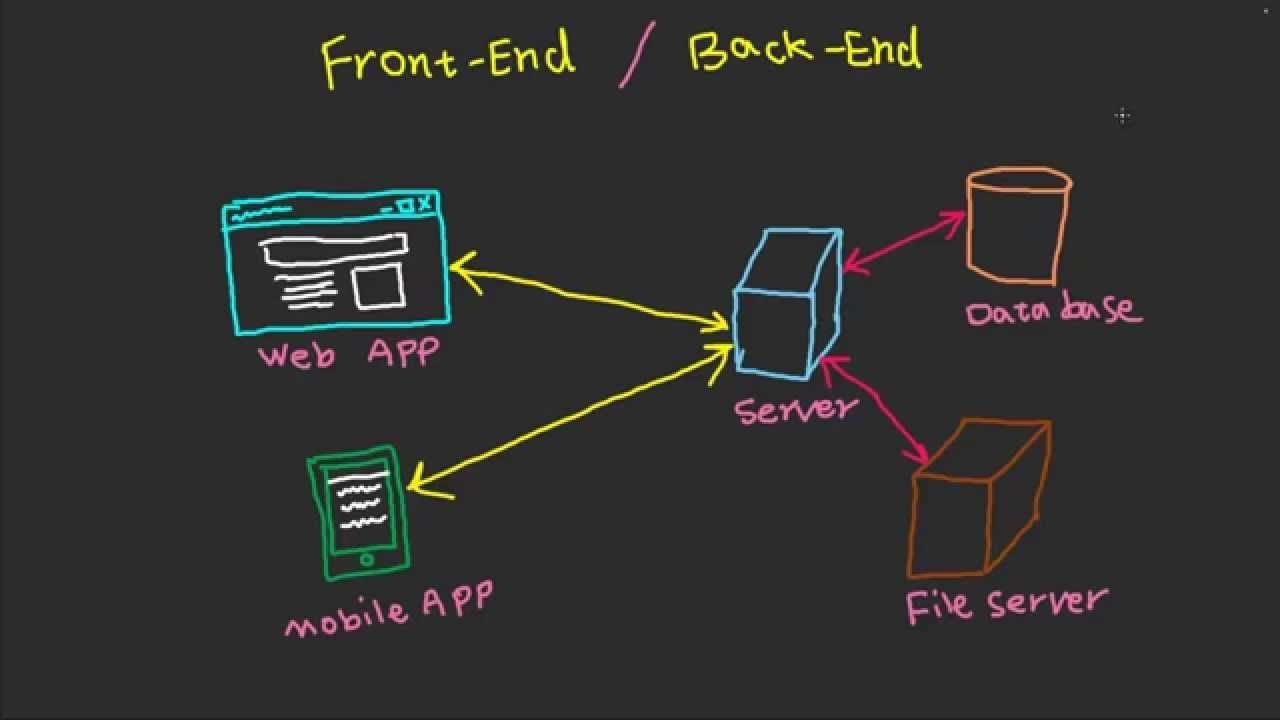 Front-End / Back-End
Web APP
Server
Database
mobile APP
File Server